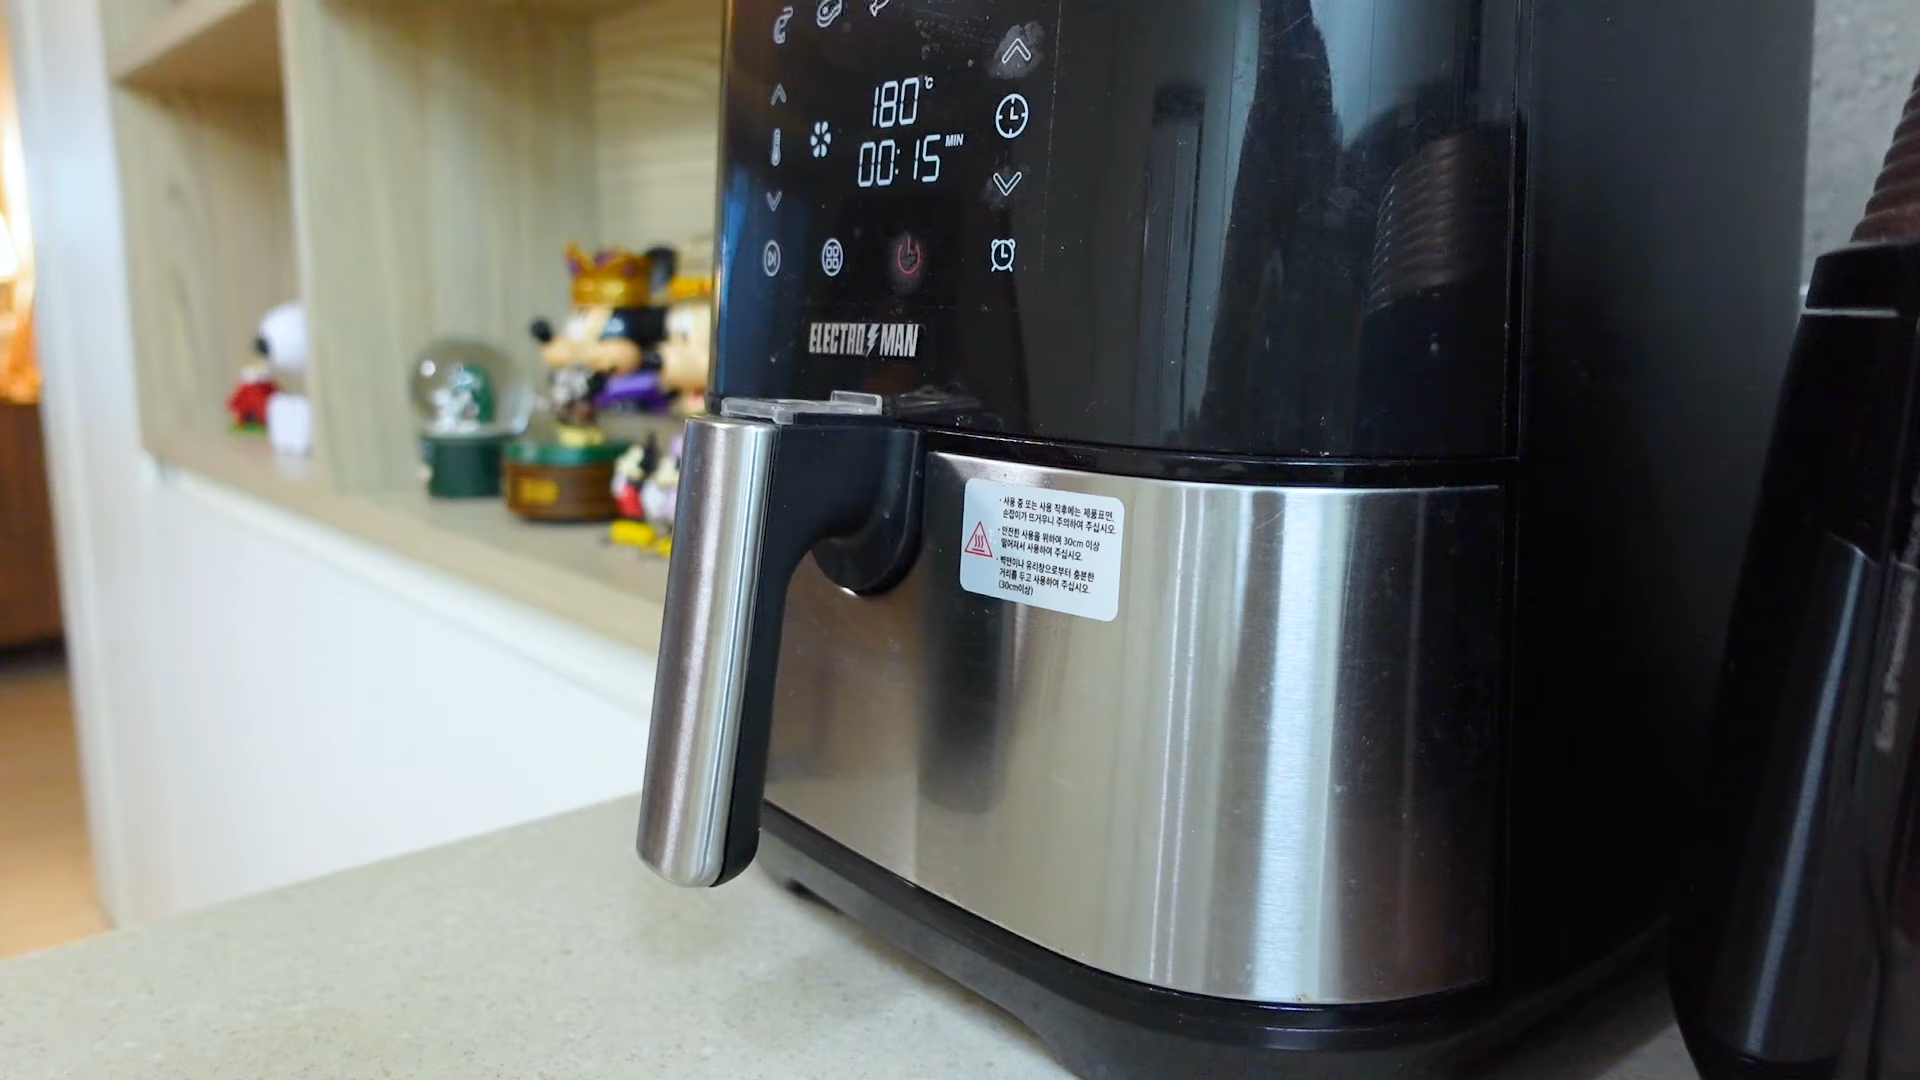 180°C
00:15 MIN
ELECTRO MAN
· 사용 중 또는 사용 직후에는 제품표면,
손잡이가 뜨거우니 주의하여 주십시오.
· 안전한 사용을 위하여 30cm 이상
떨어져서 사용하여 주십시오.
· 벽면이나 유리창으로부터 충분한
거리를 두고 사용하여 주십시오.
(30cm이상)